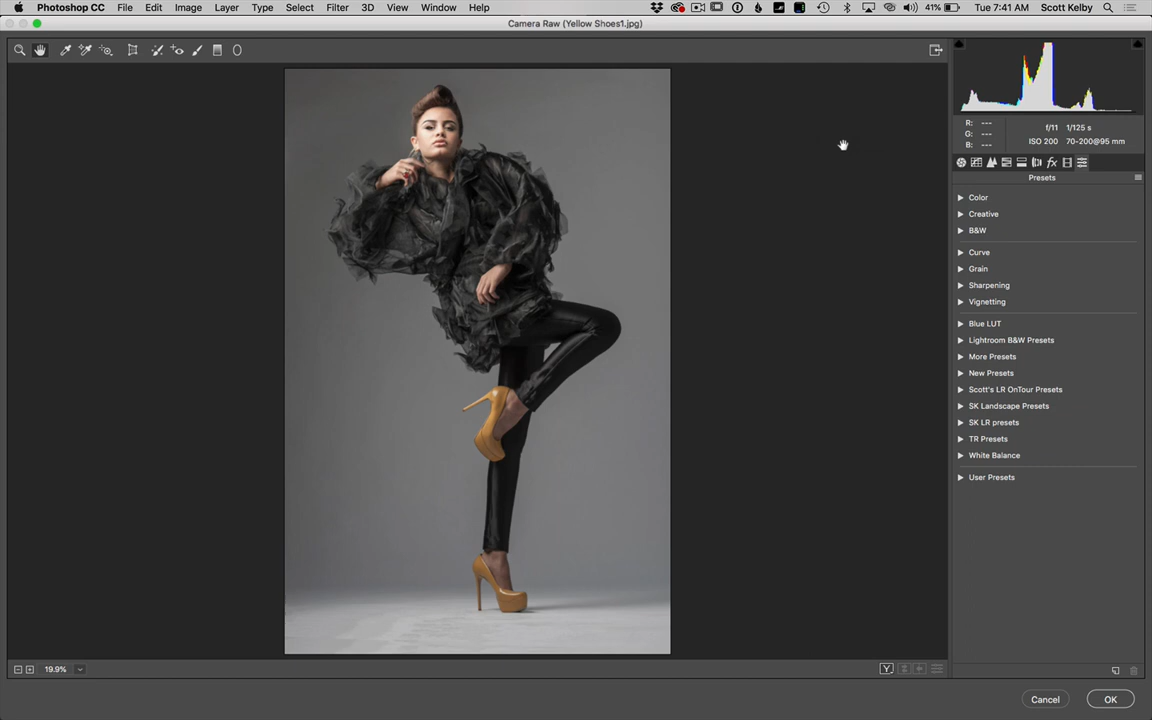 Photoshop CC File Edit Image Layer Type Select Filter 3D View Window Help 41% Tue 7:41 AM Scott Kelby
Camera Raw (Yellow Shoes1.jpg)
R: ---
G: ---
B: ---
f/11 1/125 s
ISO 200 70-200@95 mm
fx
Presets
Color
Creative
B&W
Curve
Grain
Sharpening
Vignetting
Blue LUT
Lightroom B&W Presets
More Presets
New Presets
Scott's LR OnTour Presets
SK Landscape Presets
SK LR presets
TR Presets
White Balance
User Presets
19.9% Y
Cancel OK